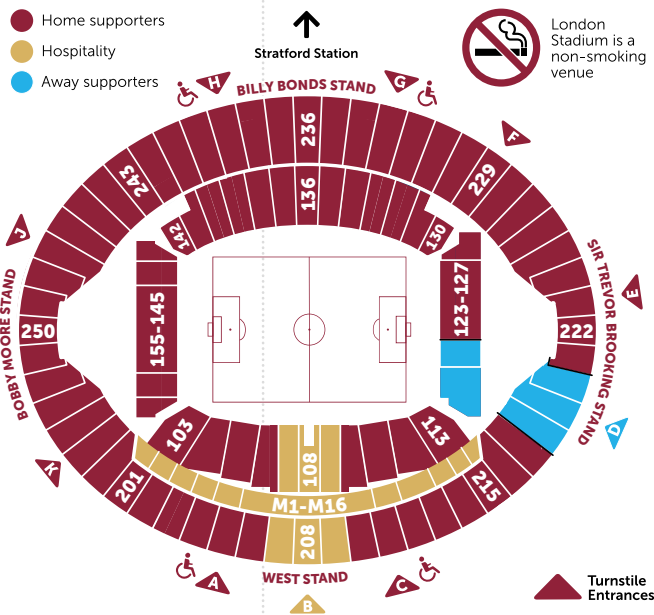 Home supporters
Hospitality
Away supporters
Stratford Station
London
Stadium is a
non-smoking
venue
H
BILLY BONDS STAND
G
F
236
243
229
136
142
130
J
SIR TREVOR BROOKING STAND
E
BOBBY MOORE STAND
250
155-145
123-127
222
D
103
113
108
K
201
M1-M16
215
208
A
WEST STAND
C
B
Turnstile
Entrances